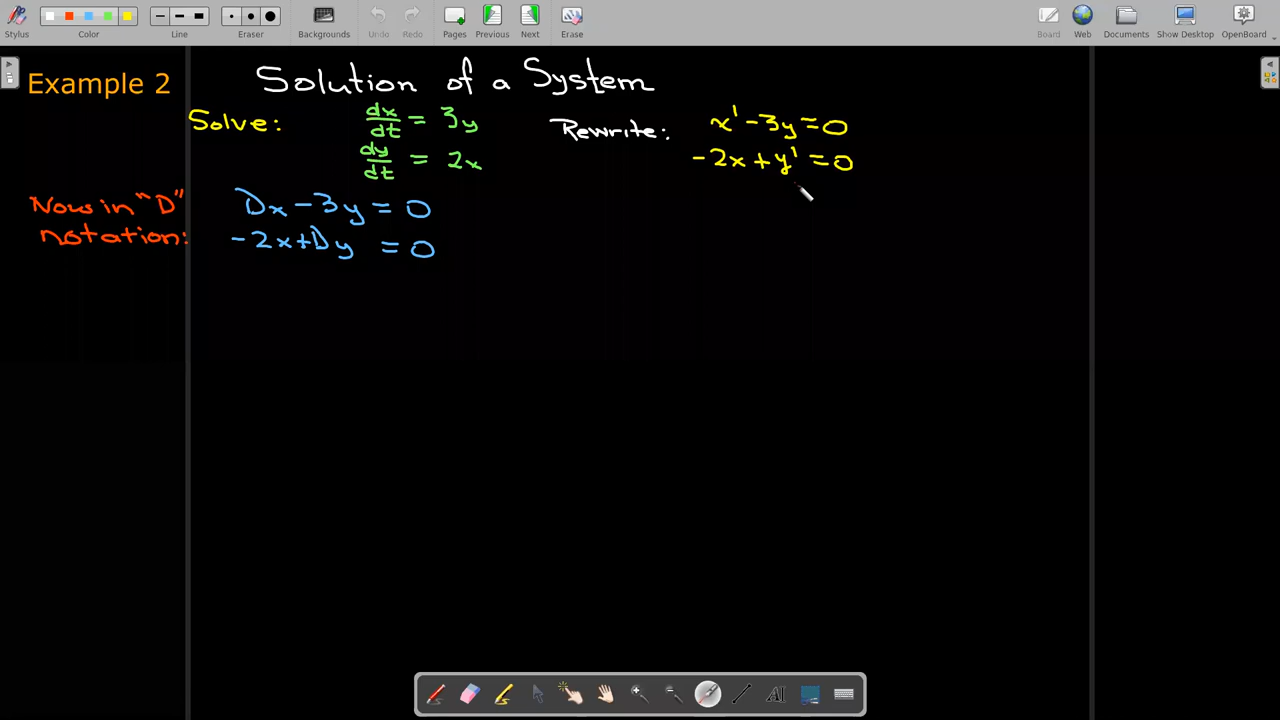 Stylus
Color
Line
Eraser
Backgrounds
Undo
Redo
Pages
Previous
Next
Erase
Board
Web
Documents
Show Desktop
OpenBoard
Example 2
Solution of a System
Solve:
dx/dt = 3y
dy/dt = 2x
Rewrite:
x' - 3y = 0
-2x + y' = 0
Now in "D"
notation:
Dx - 3y = 0
-2x + Dy = 0
AI